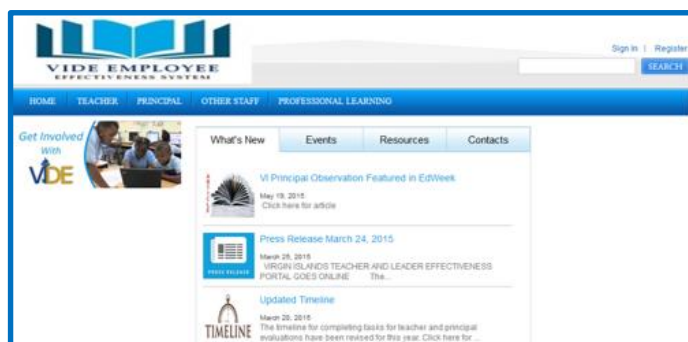 VIDE EMPLOYEE
EFFECTIVENESS SYSTEM
Sign In | Register
SEARCH
HOME TEACHER PRINCIPAL OTHER STAFF PROFESSIONAL LEARNING
Get Involved
With
VIDE
What's New Events Resources Contacts
ARTICLE
VI Principal Observation Featured in EdWeek
May 19, 2015
Click here for article
PRESS RELEASE
Press Release March 24, 2015
March 25, 2015
VIRGIN ISLANDS TEACHER AND LEADER EFFECTIVENESS
PORTAL GOES ONLINE The...
TIMELINE
Updated Timeline
March 20, 2015
The timeline for completing tasks for teacher and principal
evaluations have been revised for this year. Click here for ...